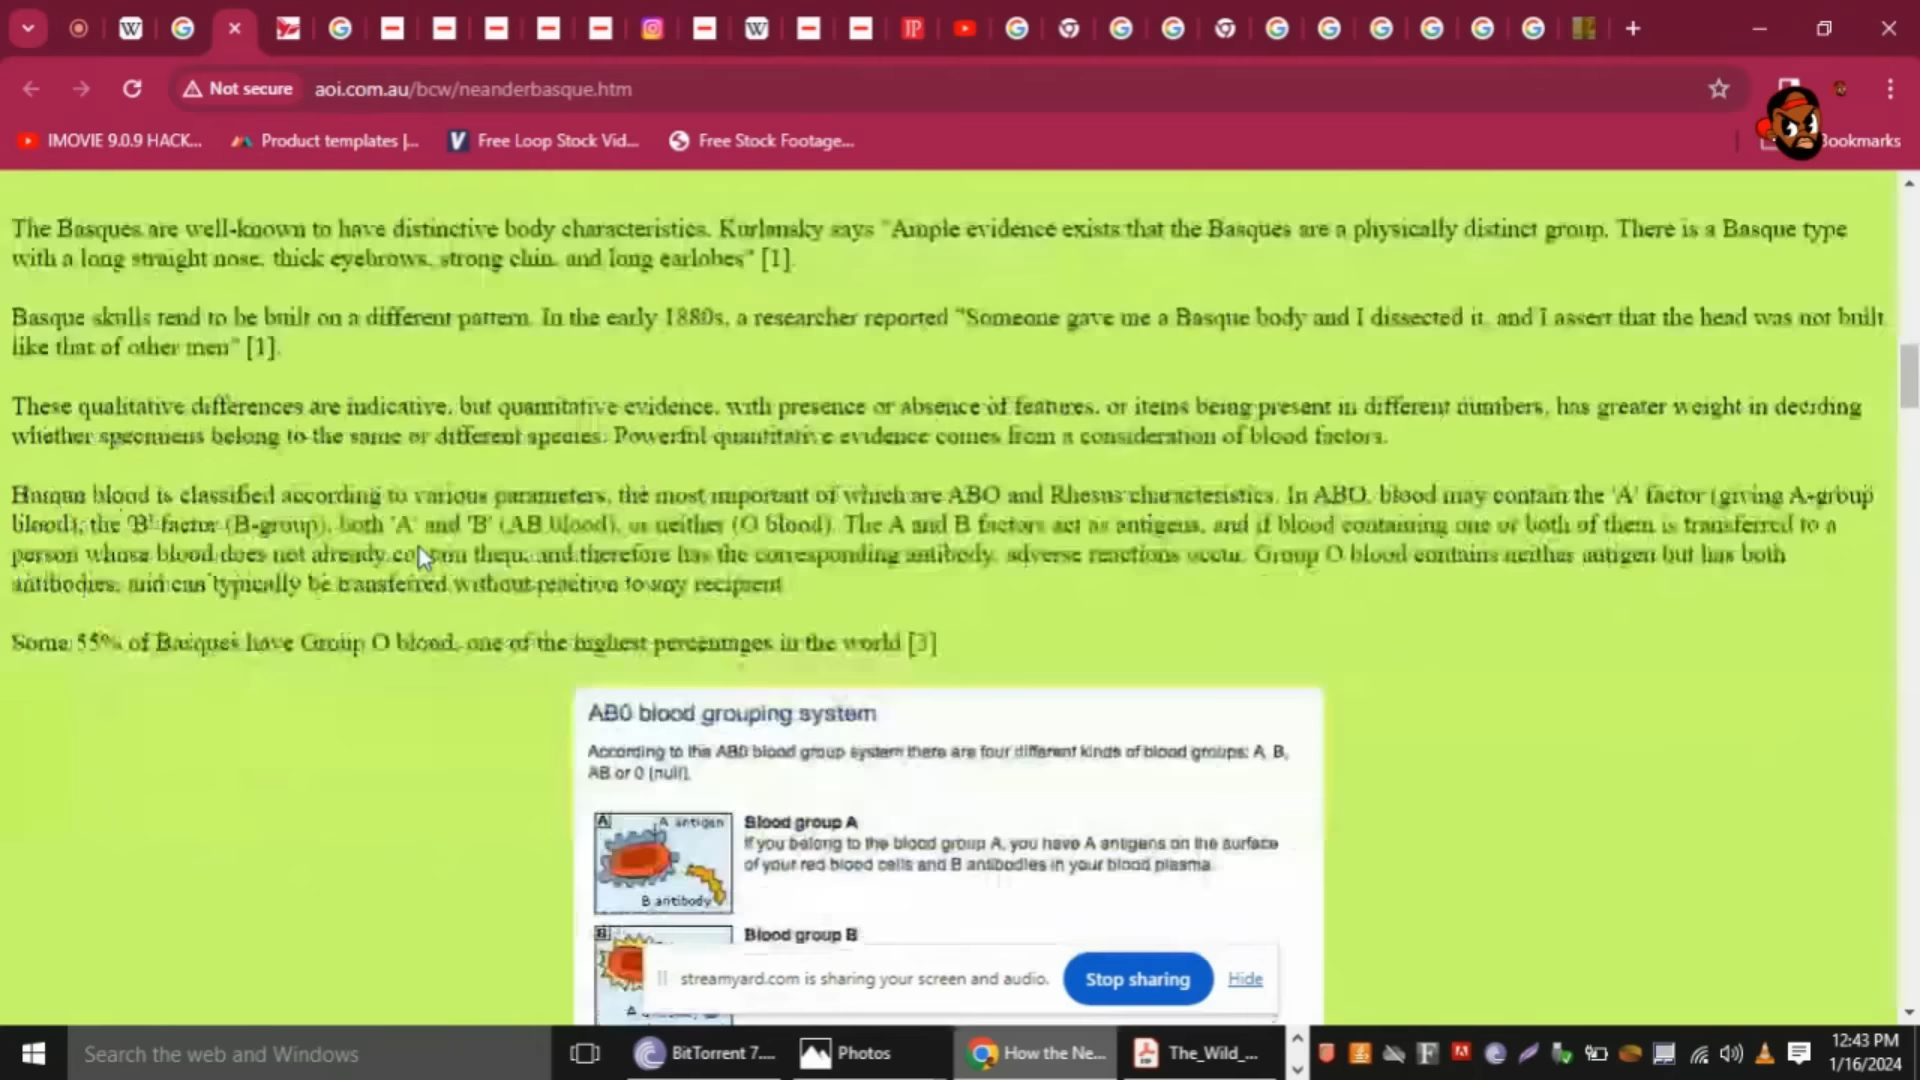 Not secure
aoi.com.au/bcw/neanderbasque.htm
IMOVIE 9.0.9 HACK...
Product templates |...
Free Loop Stock Vid...
Free Stock Footage...
Bookmarks
The Basques are well-known to have distinctive body characteristics. Kurlansky says "Ample evidence exists that the Basques are a physically distinct group. There is a Basque type
with a long straight nose, thick eyebrows, strong chin, and long earlobes" [1].
Basque skulls tend to be built on a different pattern. In the early 1880s, a researcher reported "Someone gave me a Basque body and I dissected it, and I assert that the head was not built
like that of other men" [1].
These qualitative differences are indicative, but quantitative evidence, with presence or absence of features, or items being present in different numbers, has greater weight in deciding
whether specimens belong to the same or different species. Powerful quantitative evidence comes from a consideration of blood factors.
Human blood is classified according to various parameters, the most important of which are ABO and Rhesus characteristics. In ABO, blood may contain the 'A' factor (giving A-group
blood), the 'B' factor (B-group), both 'A' and 'B' (AB blood), or neither (O blood). The A and B factors act as antigens, and if blood containing one or both of them is transferred to a
person whose blood does not already contain them, and therefore has the corresponding antibody, adverse reactions occur. Group O blood contains neither antigen but has both
antibodies, and can typically be transferred without reaction to any recipient
Some 55% of Basques have Group O blood, one of the highest percentages in the world [3]
AB0 blood grouping system
According to the AB0 blood group system there are four different kinds of blood groups: A, B,
AB or 0 (null).
A
A antigen
B antibody
Blood group A
If you belong to the blood group A, you have A antigens on the surface
of your red blood cells and B antibodies in your blood plasma.
B
Blood group B
streamyard.com is sharing your screen and audio.
Stop sharing
Hide
Search the web and Windows
BitTorrent 7....
Photos
How the Ne...
The_Wild_...
12:43 PM
1/16/2024